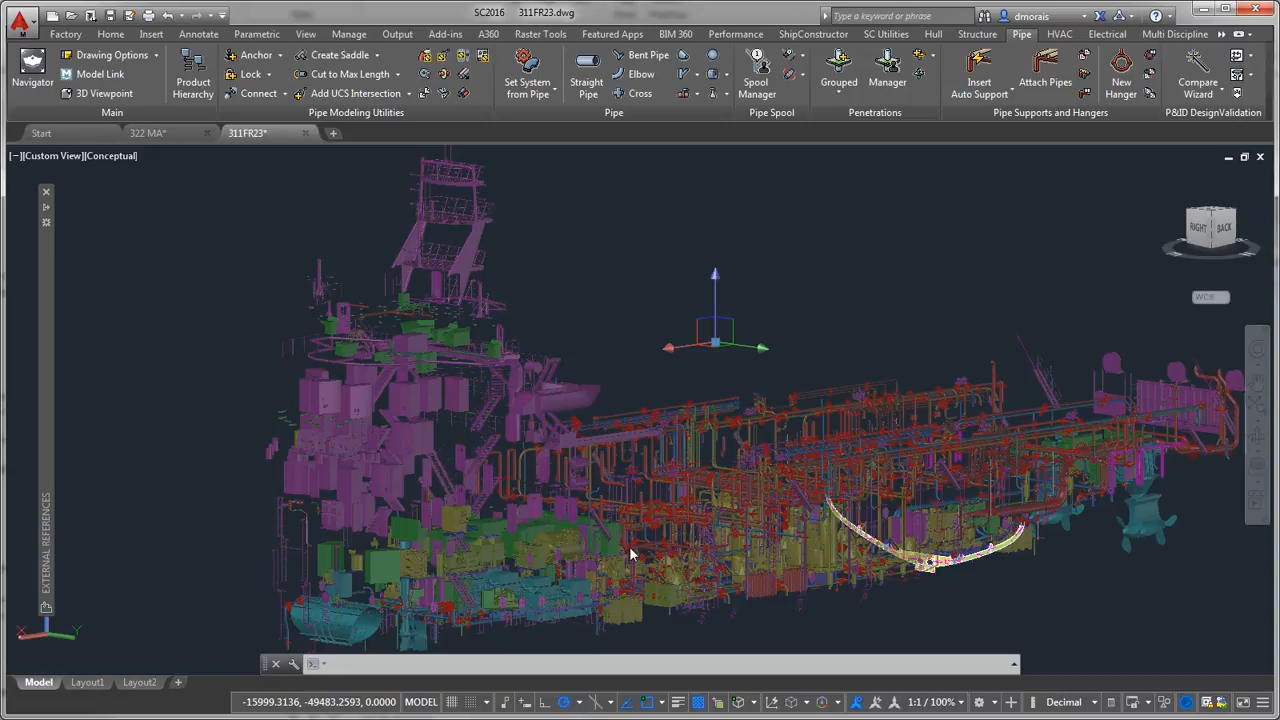 SC2016 311FR23.dwg
Type a keyword or phrase
dmorais
Factory Home Insert Annotate Parametric View Manage Output Add-ins A360 Raster Tools Featured Apps BIM 360 Performance ShipConstructor SC Utilities Hull Structure Pipe HVAC Electrical Multi Discipline
Navigator
Drawing Options
Model Link
3D Viewpoint
Main
Product
Hierarchy
Anchor
Lock
Connect
Create Saddle
Cut to Max Length
Add UCS Intersection
Pipe Modeling Utilities
Set System
from Pipe
Straight
Pipe
Bent Pipe
Elbow
Cross
Pipe
Spool
Manager
Pipe Spool
Grouped
Manager
Penetrations
Insert
Auto Support
Attach Pipes
New
Hanger
Pipe Supports and Hangers
Compare
Wizard
P&ID DesignValidation
Start 322 MA* 311FR23*
[−][Custom View][Conceptual]
RIGHT BACK
EXTERNAL REFERENCES
X Y
Model Layout1 Layout2
-15999.3136, -49483.2593, 0.0000 MODEL 1:1 / 100% Decimal